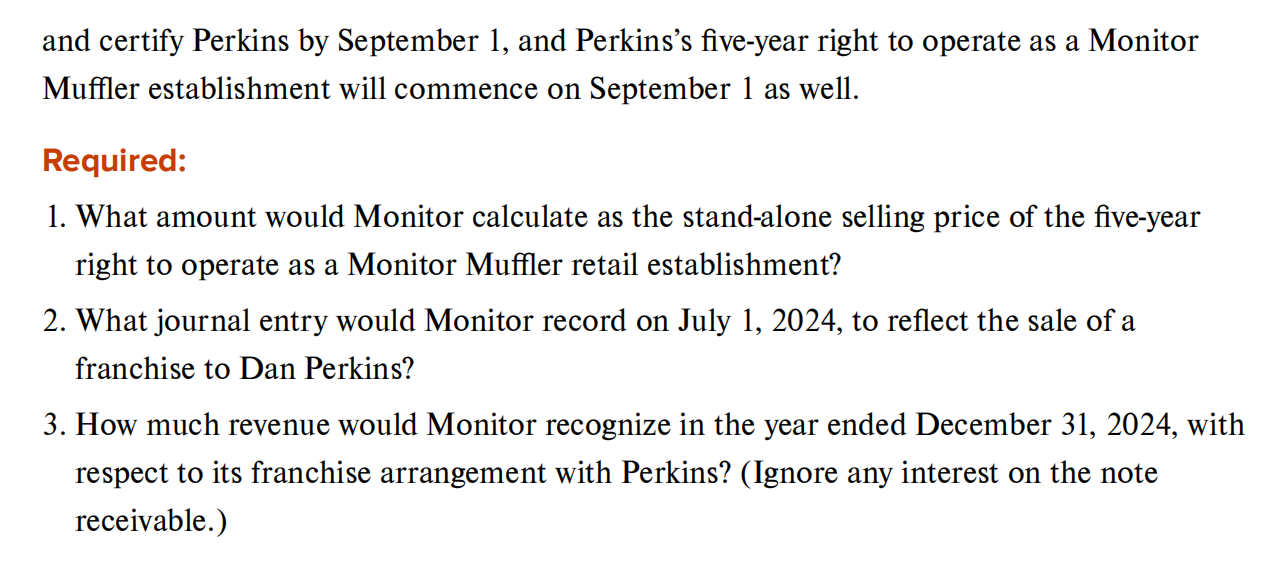 and certify Perkins by September 1, and Perkins’s five-year right to operate as a Monitor
Muffler establishment will commence on September 1 as well.
Required:
1. What amount would Monitor calculate as the stand-alone selling price of the five-year
right to operate as a Monitor Muffler retail establishment?
2. What journal entry would Monitor record on July 1, 2024, to reflect the sale of a
franchise to Dan Perkins?
3. How much revenue would Monitor recognize in the year ended December 31, 2024, with
respect to its franchise arrangement with Perkins? (Ignore any interest on the note
receivable.)